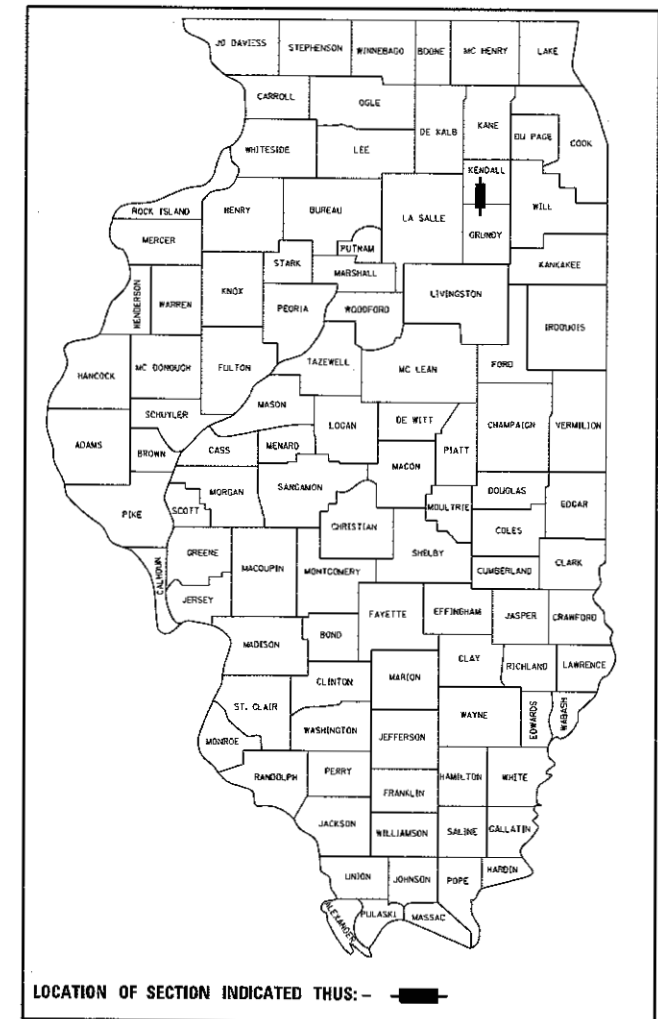 JO DAVIESS
STEPHENSON
WINNEBAGO
BOONE
MC HENRY
LAKE
CARROLL
OGLE
DE KALB
KANE
DU PAGE
COOK
WHITESIDE
LEE
KENDALL
WILL
ROCK ISLAND
HENRY
BUREAU
LA SALLE
GRUNDY
MERCER
PUTNAM
STARK
MARSHALL
KANKAKEE
HENDERSON
WARREN
KNOX
PEORIA
WOODFORD
LIVINGSTON
IROQUOIS
HANCOCK
MC DONOUGH
FULTON
TAZEWELL
MC LEAN
FORD
SCHUYLER
MASON
LOGAN
DE WITT
CHAMPAIGN
VERMILION
ADAMS
BROWN
CASS
MENARD
MACON
PIATT
PIKE
SCOTT
MORGAN
SANGAMON
CHRISTIAN
MOULTRIE
DOUGLAS
EDGAR
COLES
SHELBY
CALHOUN
GREENE
MACOUPIN
MONTGOMERY
CUMBERLAND
CLARK
JERSEY
FAYETTE
EFFINGHAM
JASPER
CRAWFORD
MADISON
BOND
CLAY
RICHLAND
LAWRENCE
CLINTON
MARION
ST. CLAIR
WAYNE
EDWARDS
WABASH
WASHINGTON
JEFFERSON
MONROE
RANDOLPH
PERRY
HAMILTON
WHITE
FRANKLIN
JACKSON
WILLIAMSON
SALINE
GALLATIN
UNION
JOHNSON
POPE
HARDIN
ALEXANDER
PULASKI
MASSAC
LOCATION OF SECTION INDICATED THUS: -